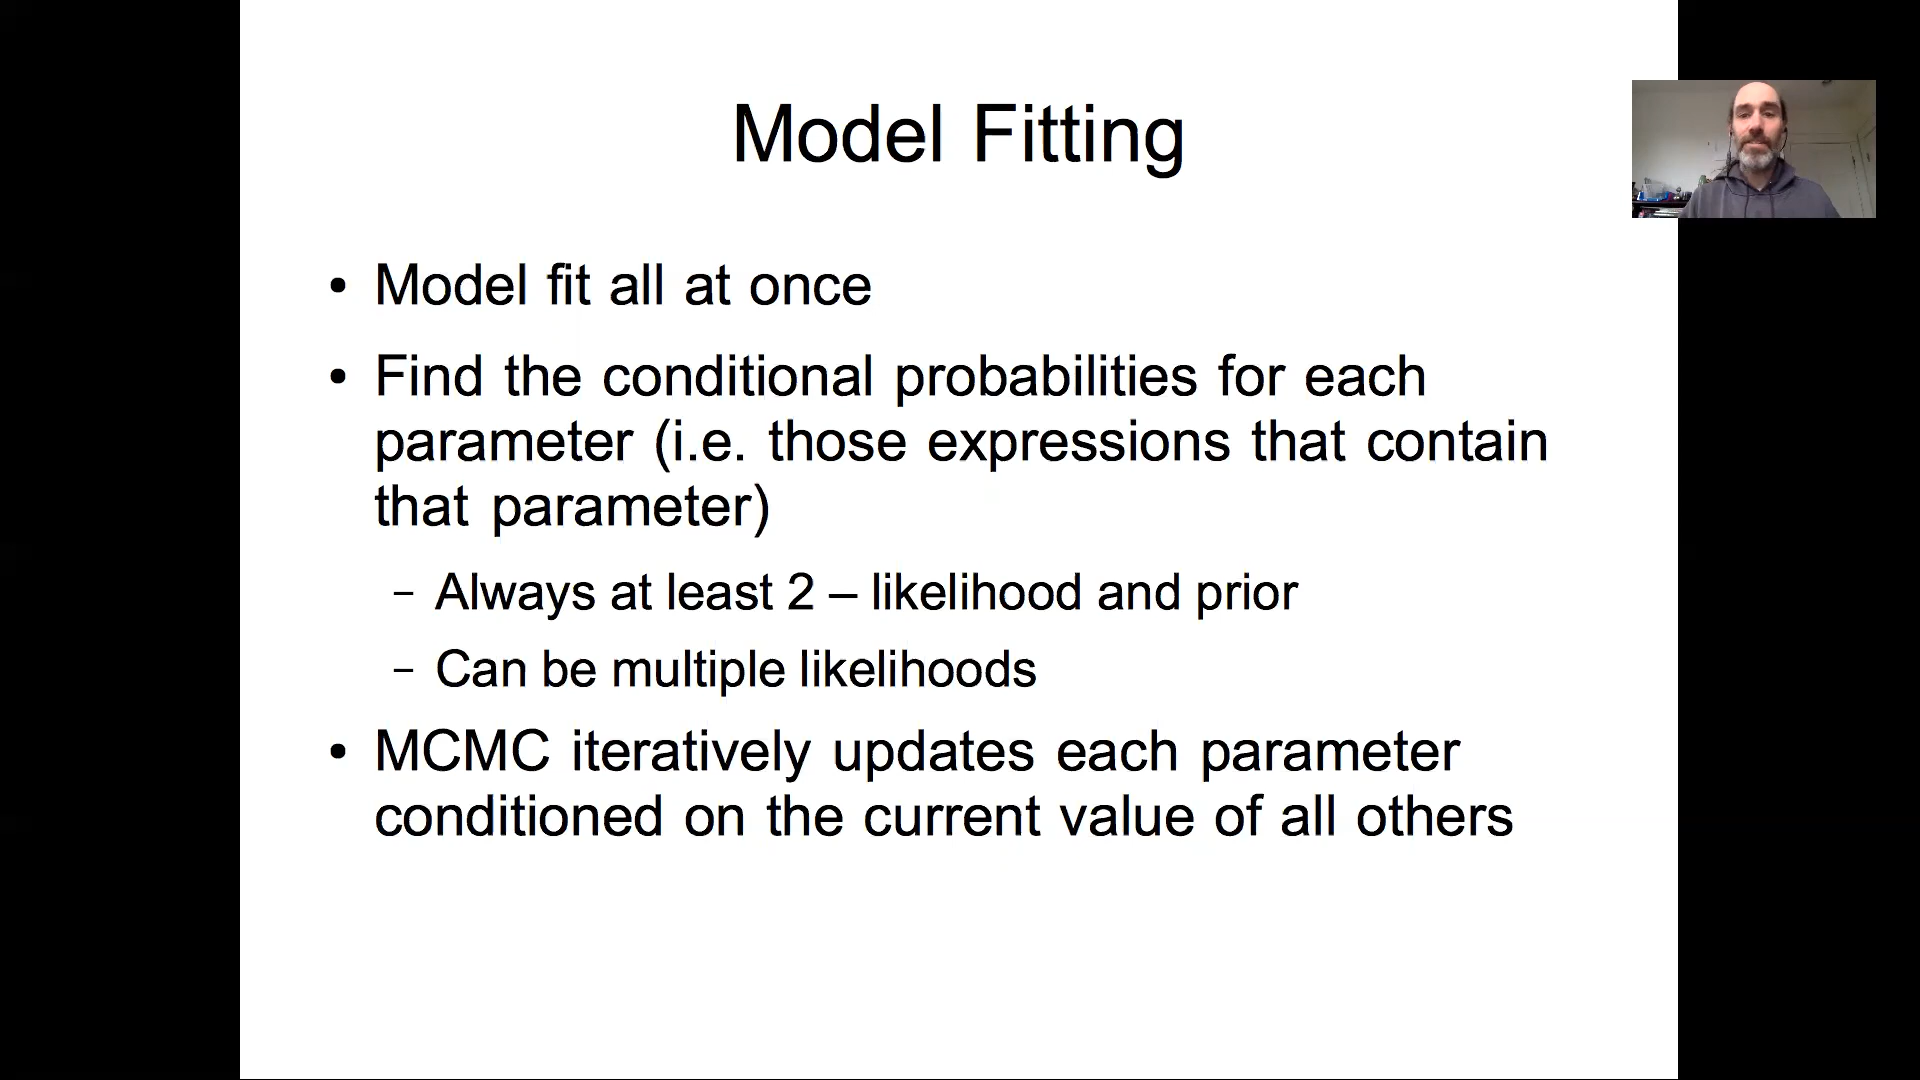 Model Fitting
• Model fit all at once
• Find the conditional probabilities for each
parameter (i.e. those expressions that contain
that parameter)
– Always at least 2 – likelihood and prior
– Can be multiple likelihoods
• MCMC iteratively updates each parameter
conditioned on the current value of all others